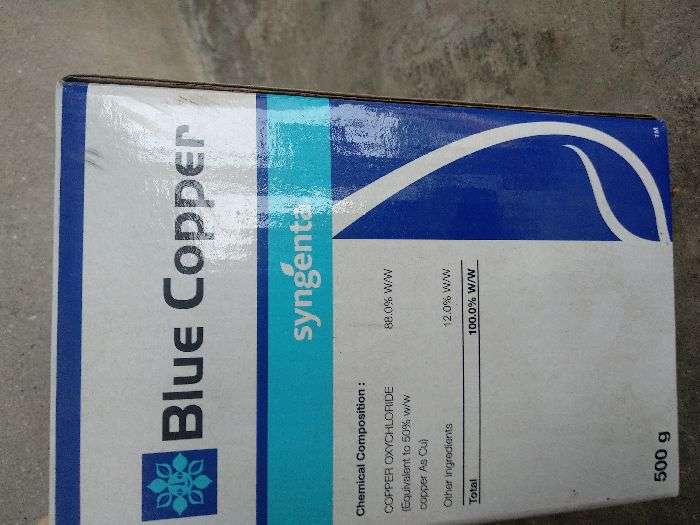 Blue Copper
syngenta
TM
Chemical Composition :
COPPER OXYCHLORIDE 88.0% W/W
(Equivalent to 50% w/w
copper As Cu)
Other Ingredients 12.0% W/W
Total 100.0% W/W
500 g